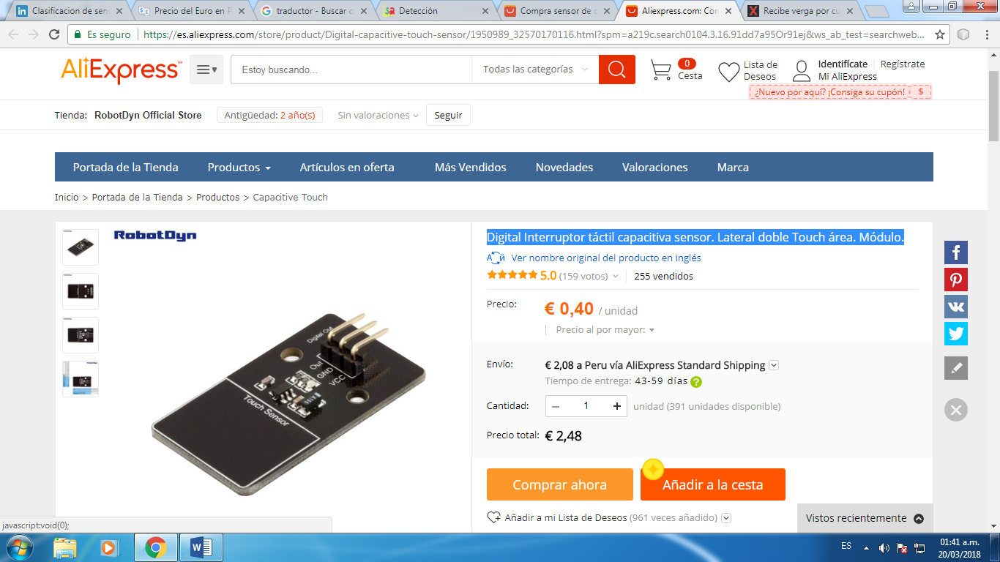 Clasificacion de sen
Precio del Euro en P
traductor - Buscar c
Detección
Compra sensor de c
Aliexpress.com: Con
Recibe verga por cu
Es seguro
https://es.aliexpress.com/store/product/Digital-capacitive-touch-sensor/1950989_32570170116.html?spm=a219c.search0104.3.16.91dd7a95Or91ej&ws_ab_test=searchweb...
AliExpress™
Estoy buscando...
Todas las categorías
0
Cesta
Lista de
Deseos
Identifícate
Regístrate
Mi AliExpress
¿Nuevo por aquí? ¡Consiga su cupón!
$
Tienda: RobotDyn Official Store
Antigüedad: 2 año(s)
Sin valoraciones
Seguir
Portada de la Tienda
Productos
Artículos en oferta
Más Vendidos
Novedades
Valoraciones
Marca
Inicio > Portada de la Tienda > Productos > Capacitive Touch
RobotDyn
Digital Interruptor táctil capacitiva sensor. Lateral doble Touch área. Módulo.
Ver nombre original del producto en inglés
5.0 (159 votos)
255 vendidos
Precio:
€ 0,40 / unidad
Precio al por mayor:
Digital Out
Out
GND
VCC
Touch Sensor
Envío:
€ 2,08 a Peru vía AliExpress Standard Shipping
Tiempo de entrega: 43-59 días
?
Cantidad:
1
unidad (391 unidades disponible)
Precio total: € 2,48
Comprar ahora
Añadir a la cesta
Añadir a mi Lista de Deseos (961 veces añadido)
Vistos recientemente
javascript:void(0);
ES
01:41 a.m.
20/03/2018